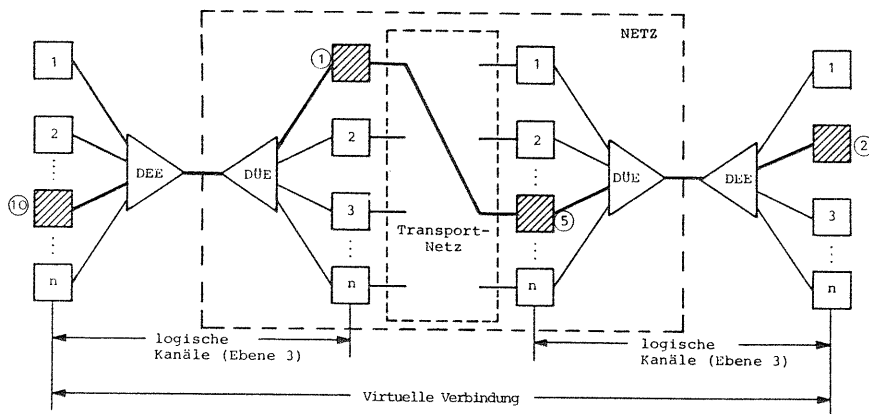 NETZ
1
1
1
1
2
2
2
2
DEE
DÜE
DÜE
DEE
10
3
5
3
Transport-
Netz
n
n
n
n
logische
Kanäle (Ebene 3)
logische
Kanäle (Ebene 3)
Virtuelle Verbindung